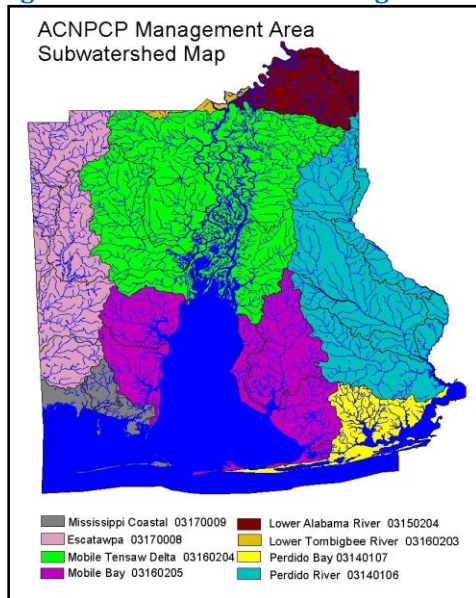 ACNPCP Management Area
Subwatershed Map
Mississippi Coastal 03170009
Escatawpa 03170008
Mobile Tensaw Delta 03160204
Mobile Bay 03160205
Lower Alabama River 03150204
Lower Tombigbee River 03160203
Perdido Bay 03140107
Perdido River 03140106